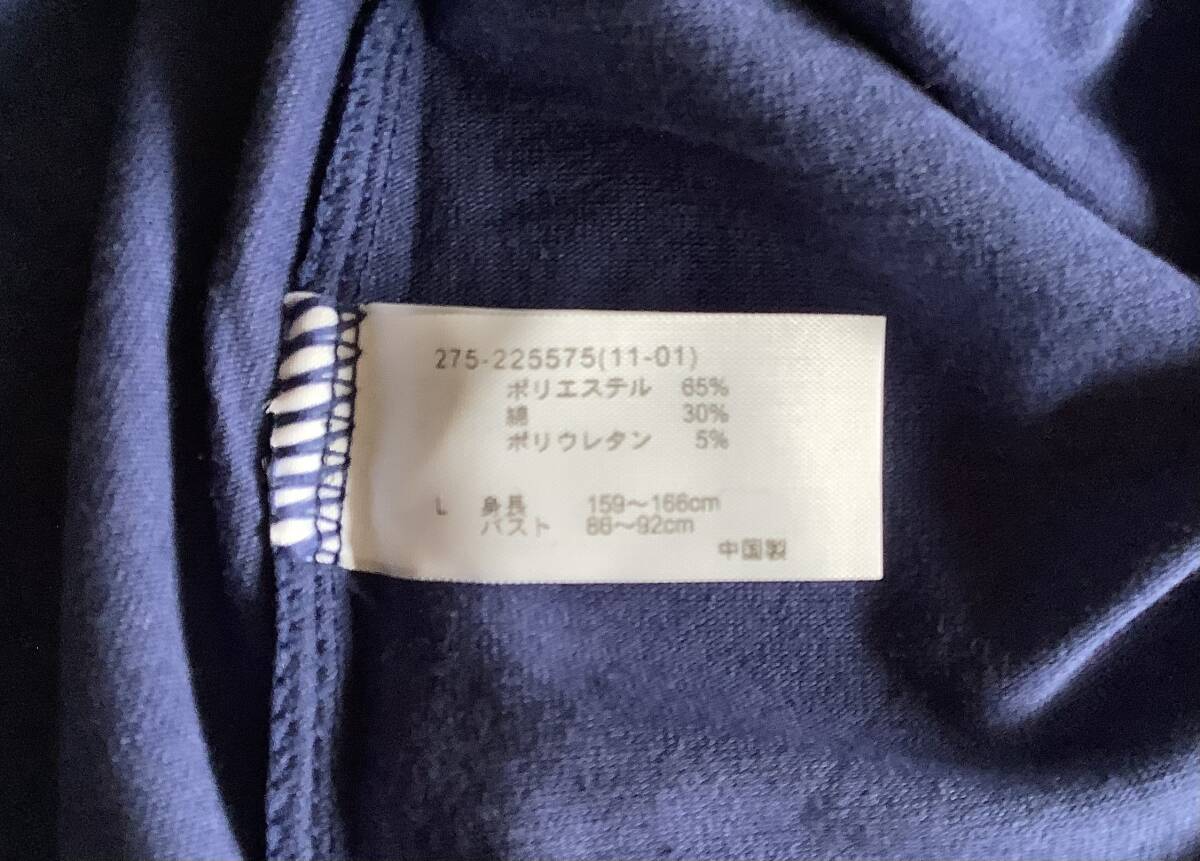 275-225575(11-01)
ポリエステル 65%
綿 30%
ポリウレタン 5%
L 身長 159～166cm
バスト 86～92cm
中国製